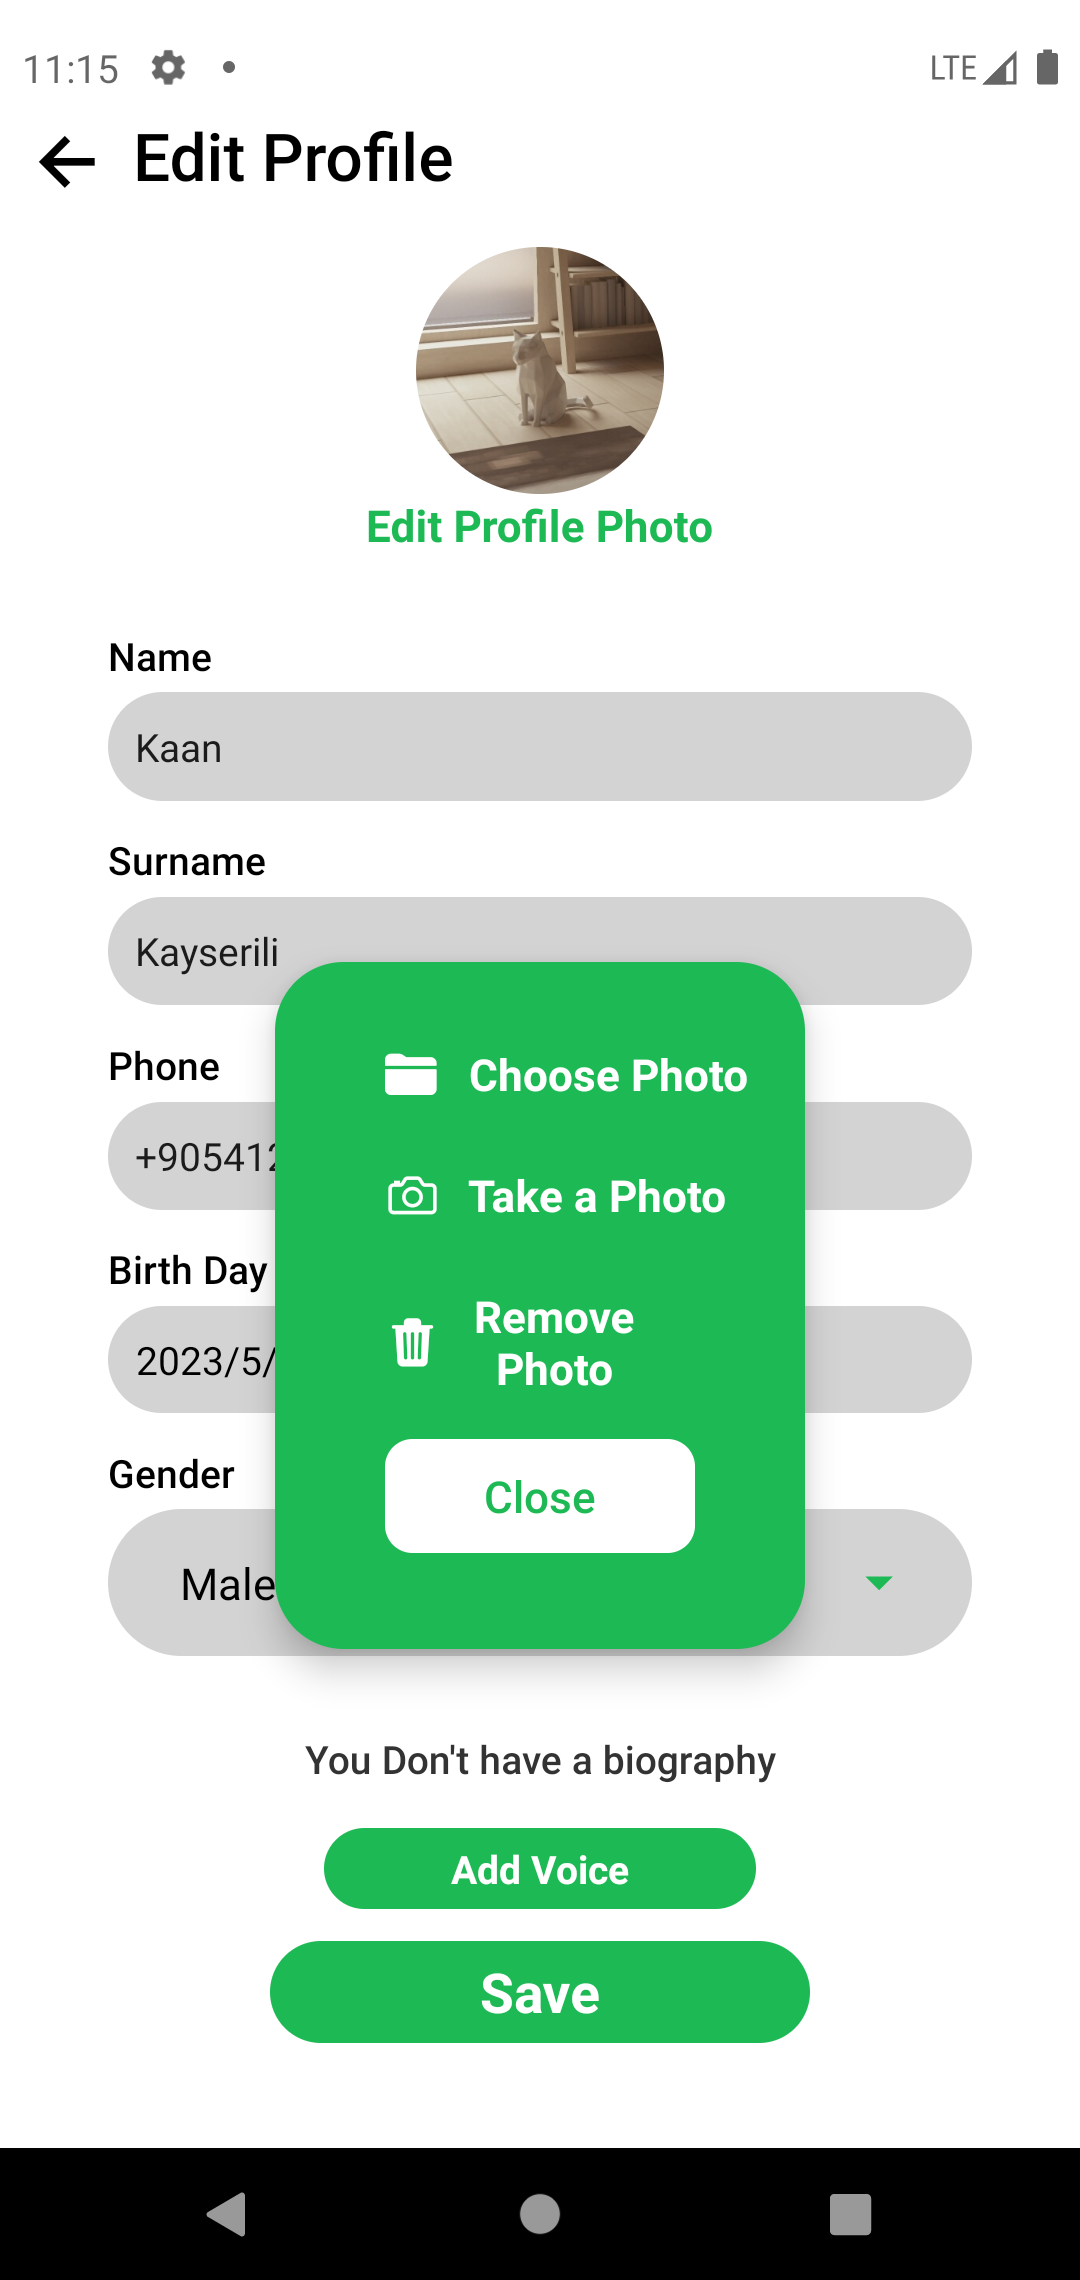 11:15
LTE
Edit Profile
Edit Profile Photo
Name
Kaan
Surname
Kayserili
Phone
+90541
Birth Day
2023/5/
Gender
Male
Choose Photo
Take a Photo
Remove
Photo
Close
You Don't have a biography
Add Voice
Save